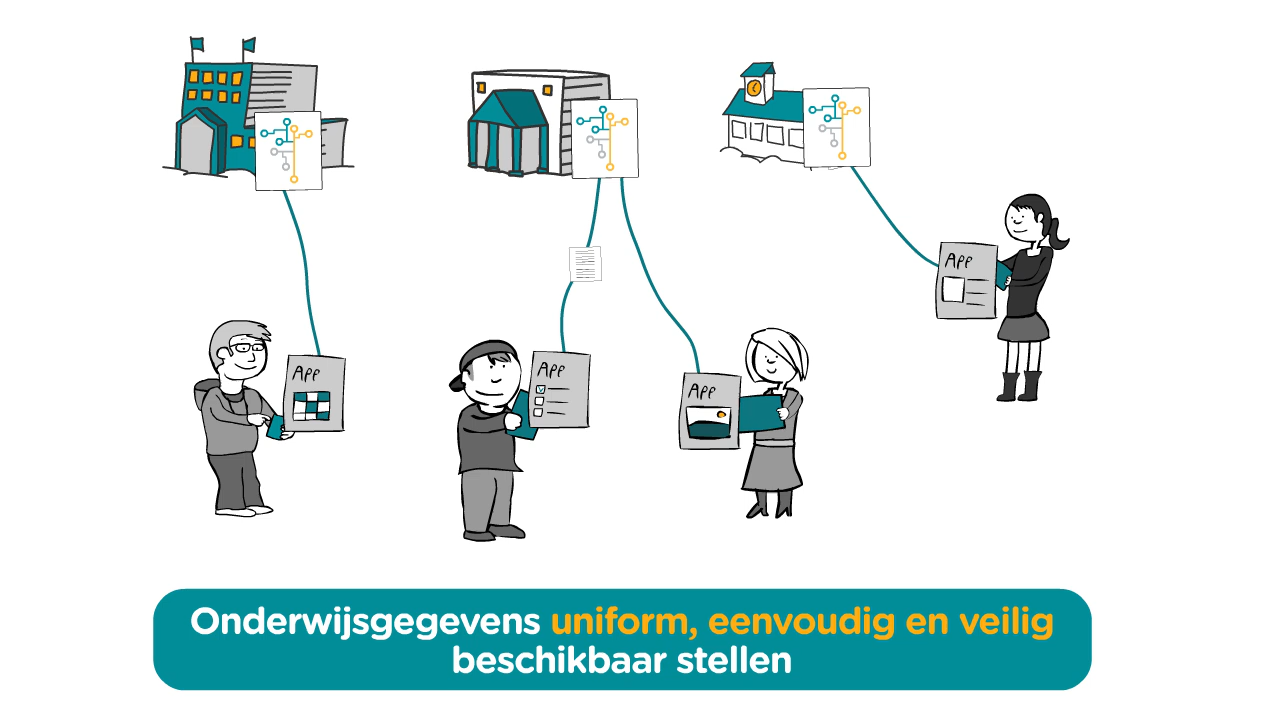 App
App
App
App
Onderwijsgegevens uniform, eenvoudig en veilig
beschikbaar stellen